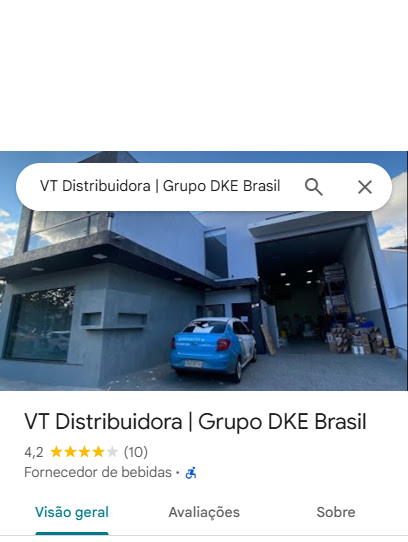 VT Distribuidora | Grupo DKE Brasil
VT Distribuidora | Grupo DKE Brasil
4,2 (10)
Fornecedor de bebidas ·
Visão geral Avaliações Sobre